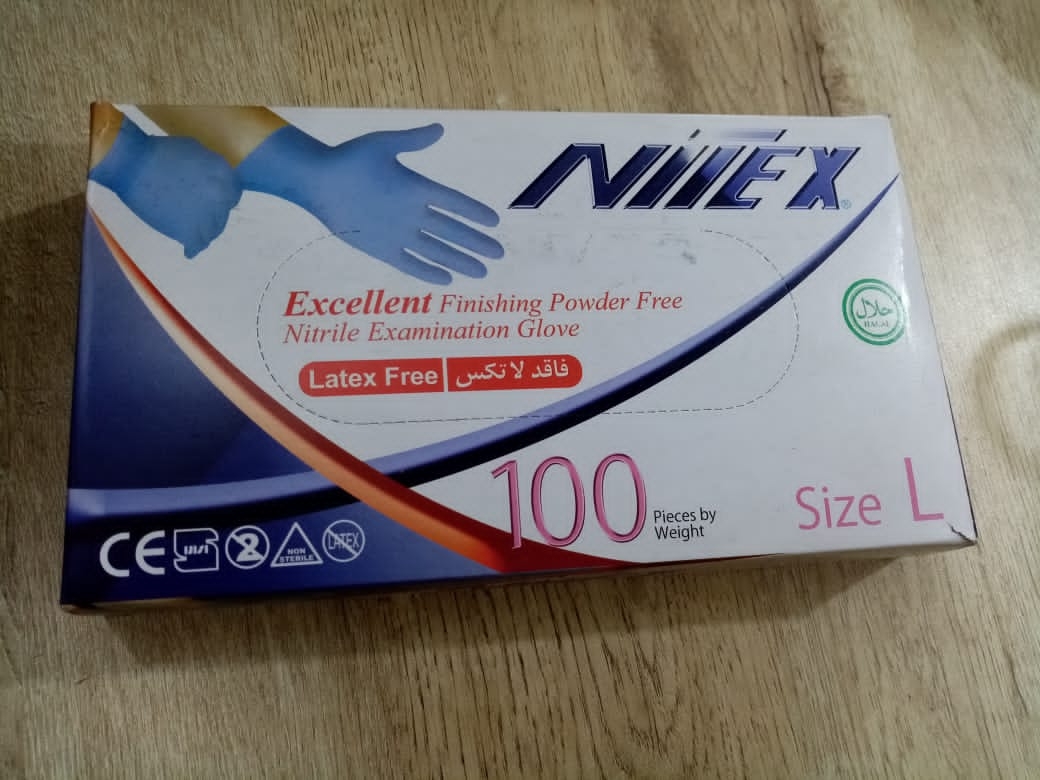 NITEX®
Excellent Finishing Powder Free
Nitrile Examination Glove
Latex Free | فاقد لاتکس
حلال
HALAL
100 Pieces by
Weight
Size L
CE
2
NON
STERILE
LATEX